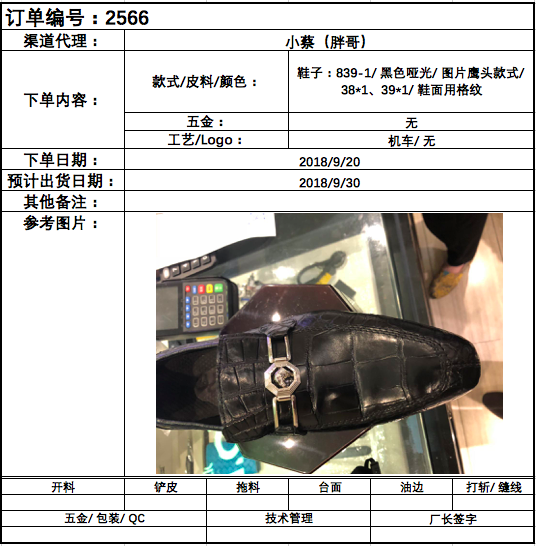 订单编号：2566
渠道代理：
小蔡（胖哥）
下单内容：
款式/皮料/颜色：
鞋子：839-1/ 黑色哑光/ 图片鹰头款式/
38*1、39*1/ 鞋面用格纹
五金：
无
工艺/Logo：
机车/ 无
下单日期：
2018/9/20
预计出货日期：
2018/9/30
其他备注：
参考图片：
开料
铲皮
拖料
台面
油边
打斩/ 缝线
五金/ 包装/ QC
技术管理
厂长签字